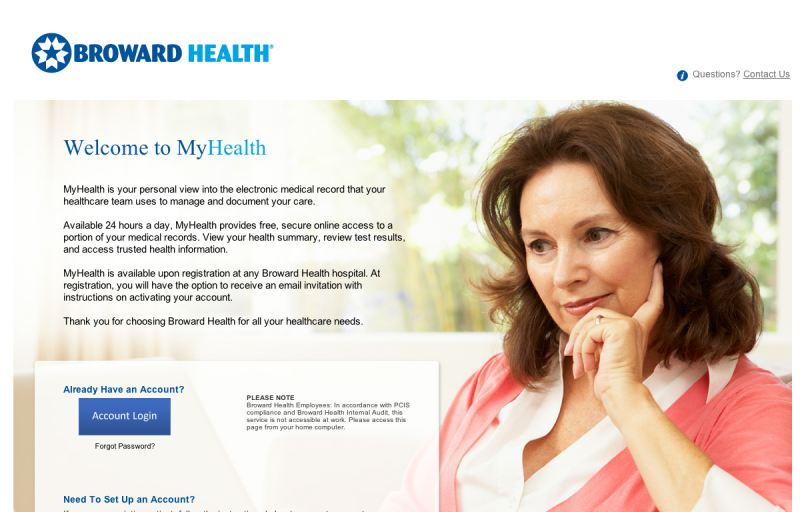 BROWARD HEALTH®
Questions? Contact Us
Welcome to MyHealth
MyHealth is your personal view into the electronic medical record that your
healthcare team uses to manage and document your care.
Available 24 hours a day, MyHealth provides free, secure online access to a
portion of your medical records. View your health summary, review test results,
and access trusted health information.
MyHealth is available upon registration at any Broward Health hospital. At
registration, you will have the option to receive an email invitation with
instructions on activating your account.
Thank you for choosing Broward Health for all your healthcare needs.
Already Have an Account?
Account Login
Forgot Password?
PLEASE NOTE
Broward Health Employees: In accordance with PCIS
compliance and Broward Health Internal Audit, this
service is not accessible at work. Please access this
page from your home computer.
Need To Set Up an Account?